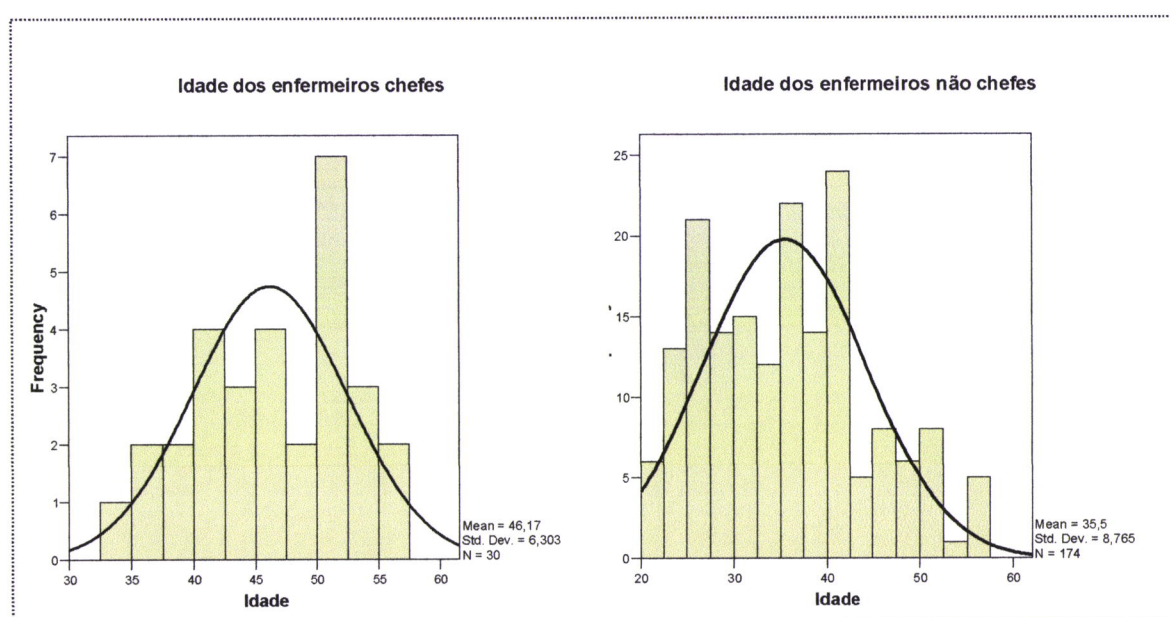 Idade dos enfermeiros chefes
Frequency
7
6
5
4
3
2
1
0
30 35 40 45 50 55 60
Idade
Mean = 46,17
Std. Dev. = 6,303
N = 30
Idade dos enfermeiros não chefes
25
20
15
10
5
0
20 30 40 50 60
Idade
Mean = 35,5
Std. Dev. = 8,765
N = 174